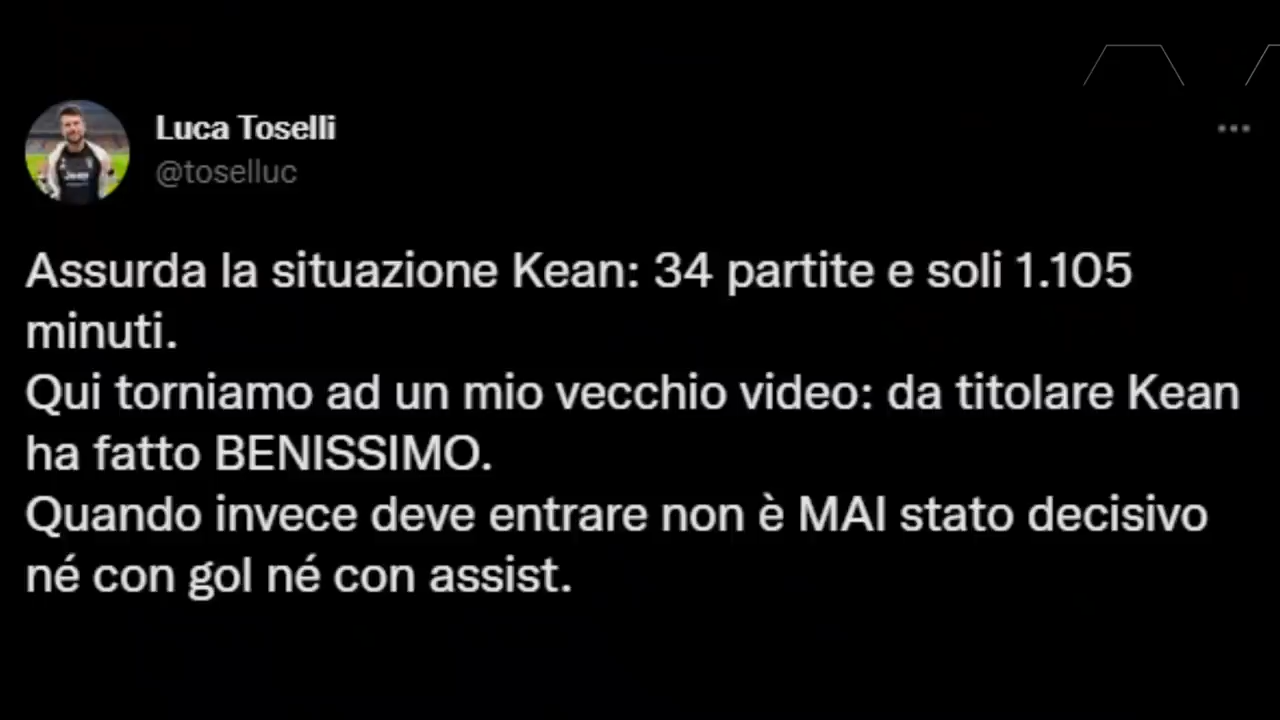 Luca Toselli
@toselluc
Assurda la situazione Kean: 34 partite e soli 1.105
minuti.
Qui torniamo ad un mio vecchio video: da titolare Kean
ha fatto BENISSIMO.
Quando invece deve entrare non è MAI stato decisivo
né con gol né con assist.